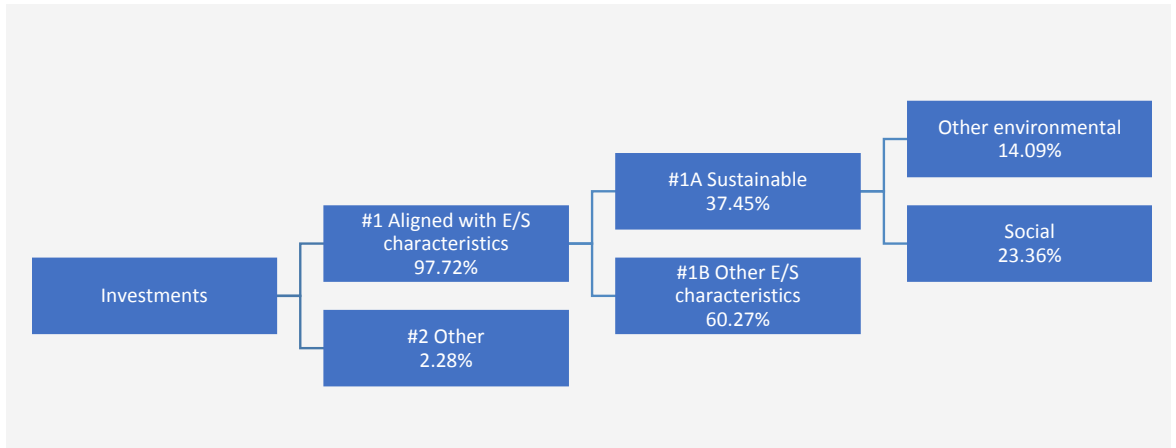 Investments
#1 Aligned with E/S
characteristics
97.72%
#2 Other
2.28%
#1A Sustainable
37.45%
#1B Other E/S
characteristics
60.27%
Other environmental
14.09%
Social
23.36%